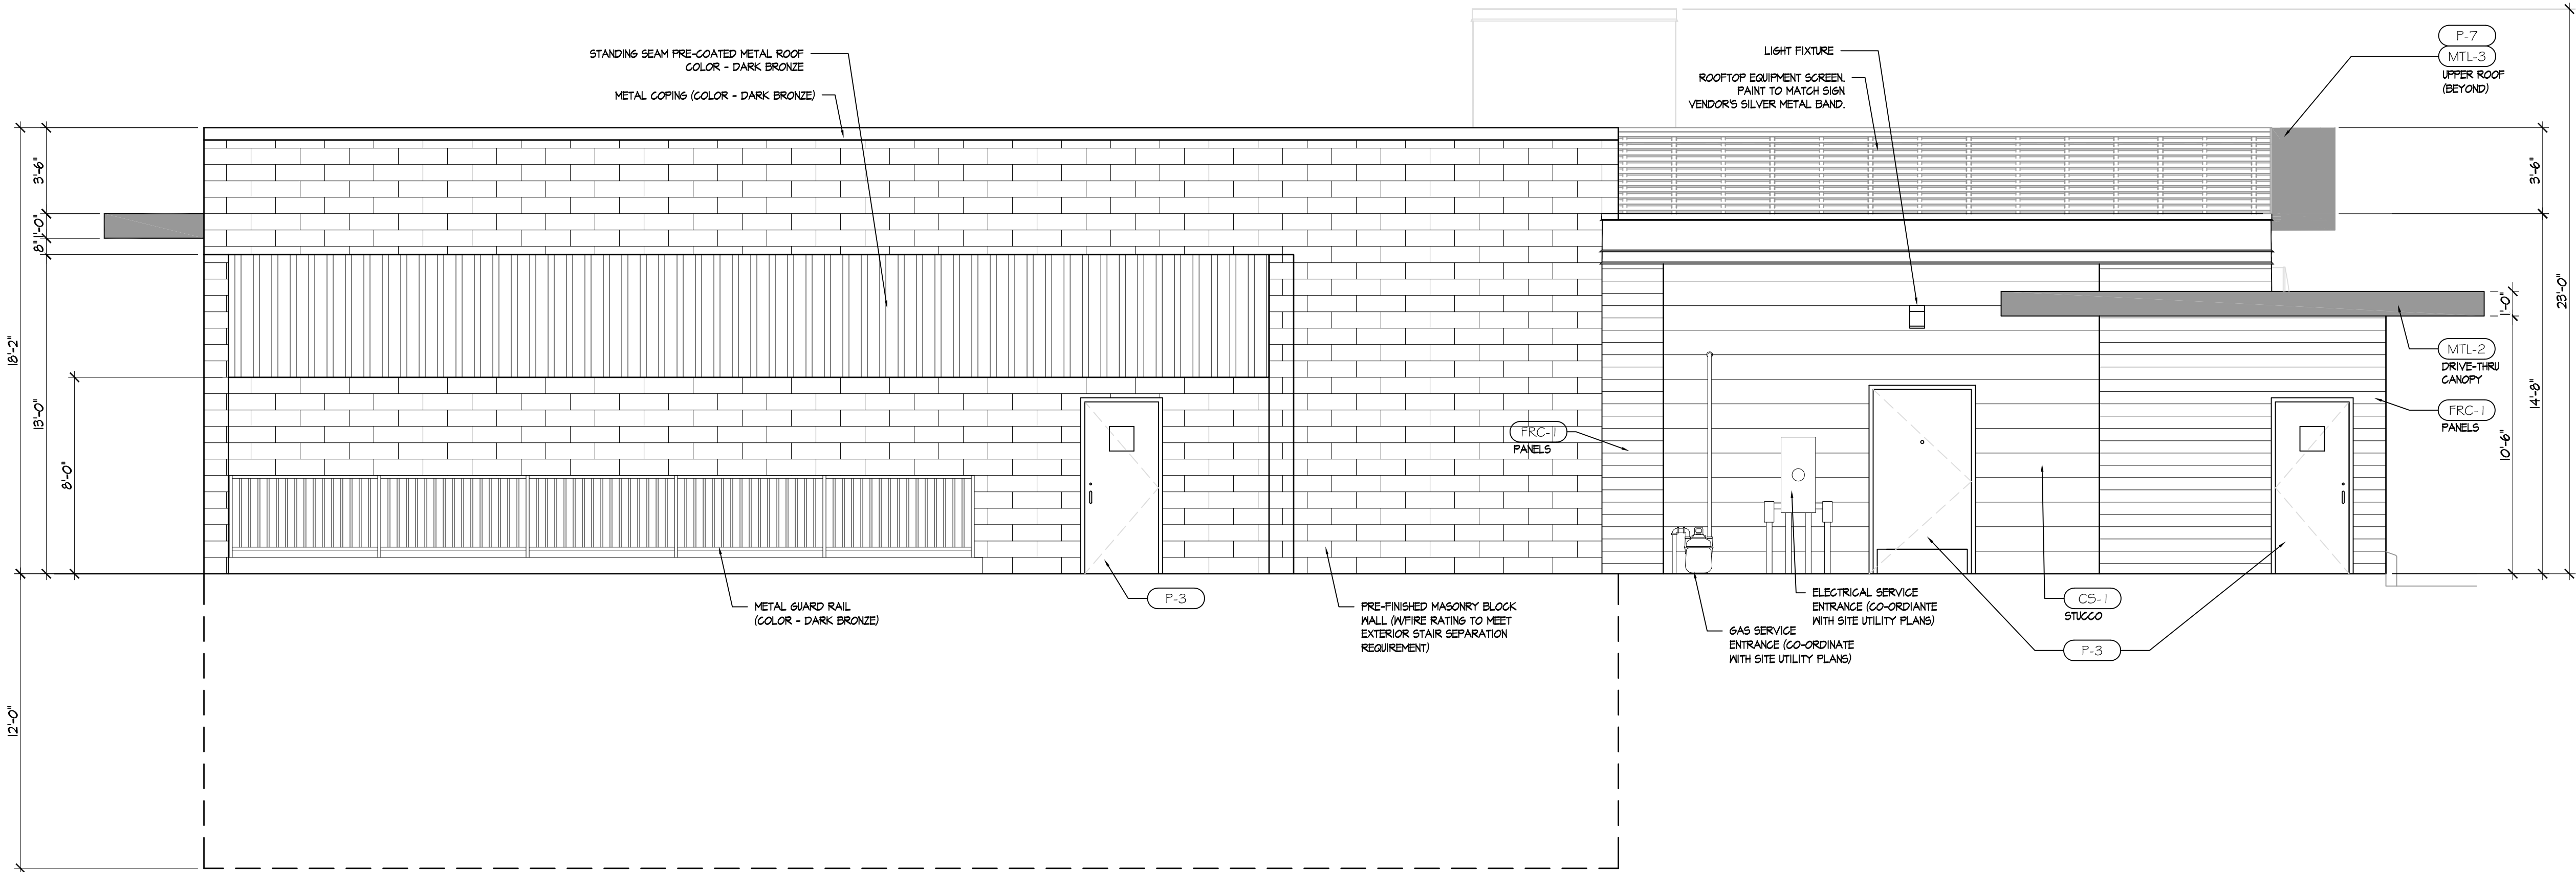 STANDING SEAM PRE-COATED METAL ROOF
COLOR - DARK BRONZE
METAL COPING (COLOR - DARK BRONZE)
LIGHT FIXTURE
ROOFTOP EQUIPMENT SCREEN.
PAINT TO MATCH SIGN
VENDOR'S SILVER METAL BAND.
P-7
MTL-3
UPPER ROOF
(BEYOND)
3'-6"
1'-0"
8"
18'-2"
13'-0"
8'-0"
12'-0"
3'-6"
23'-0"
1'-0"
14'-8"
10'-6"
MTL-2
DRIVE-THRU
CANOPY
FRC-1
PANELS
FRC-1
PANELS
METAL GUARD RAIL
(COLOR - DARK BRONZE)
P-3
PRE-FINISHED MASONRY BLOCK
WALL (W/FIRE RATING TO MEET
EXTERIOR STAIR SEPARATION
REQUIREMENT)
GAS SERVICE
ENTRANCE (CO-ORDINATE
WITH SITE UTILITY PLANS)
ELECTRICAL SERVICE
ENTRANCE (CO-ORDIANTE
WITH SITE UTILITY PLANS)
CS-1
STUCCO
P-3